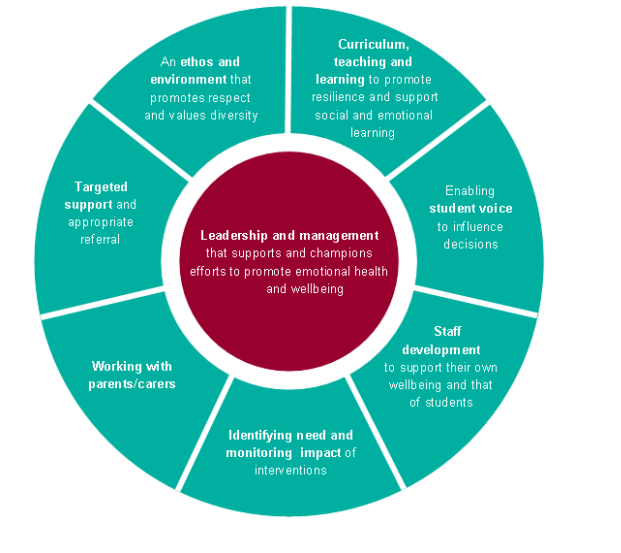 An ethos and
environment that
promotes respect
and values diversity
Curriculum,
teaching and
learning to promote
resilience and support
social and emotional
learning
Enabling
student voice
to influence
decisions
Staff
development
to support their own
wellbeing and that
of students
Identifying need and
monitoring impact of
interventions
Working with
parents/carers
Targeted
support and
appropriate
referral
Leadership and management
that supports and champions
efforts to promote emotional health
and wellbeing